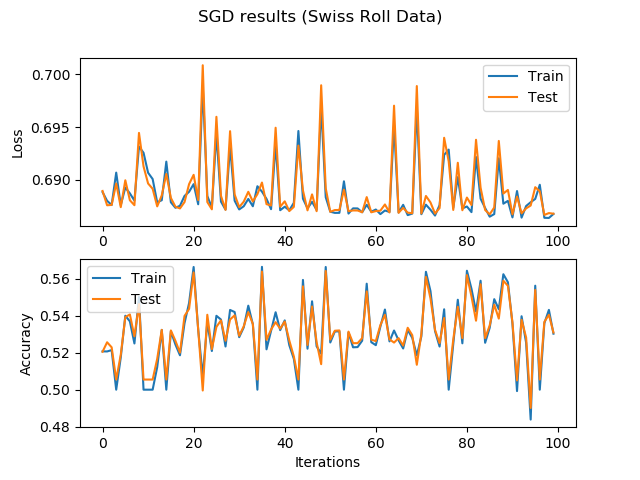 SGD results (Swiss Roll Data)
Loss
0.700
0.695
0.690
Train
Test
0 20 40 60 80 100
Accuracy
0.56
0.54
0.52
0.50
0.48
Train
Test
0 20 40 60 80 100
Iterations